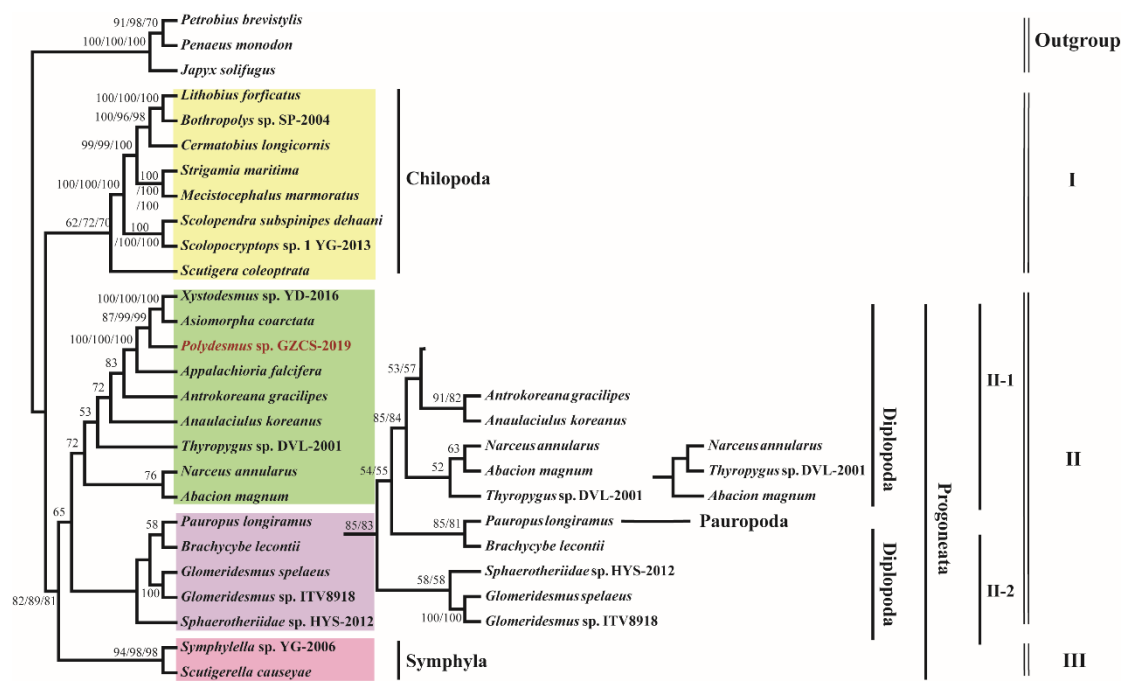 Petrobius brevistylis
91/98/70
Penaeus monodon
100/100/100
Japyx solifugus
Outgroup
Lithobius forficatus
100/100/100
Bothropolys sp. SP-2004
100/96/98
Cermatobius longicornis
99/99/100
Strigamia maritima
100
/100
/100
Mecistocephalus marmoratus
100/100/100
Scolopendra subspinipes dehaani
100
/100/100
Scolopocryptops sp. 1 YG-2013
62/72/70
Scutigera coleoptrata
Chilopoda
I
Xystodesmus sp. YD-2016
100/100/100
Asiomorpha coarctata
87/99/99
Polydesmus sp. GZCS-2019
100/100/100
Appalachioria falcifera
83
Antrokoreana gracilipes
72
Anaulaciulus koreanus
53
Thyropygus sp. DVL-2001
72
Narceus annularus
76
Abacion magnum
65
Pauropus longiramus
58
Brachycybe lecontii
Glomeridesmus spelaeus
100
Glomeridesmus sp. ITV8918
Sphaerotheriidae sp. HYS-2012
82/89/81
Symphylella sp. YG-2006
94/98/98
Scutigerella causeyae
Symphyla
53/57
91/82
Antrokoreana gracilipes
Anaulaciulus koreanus
85/84
63
Narceus annularus
52
Abacion magnum
Thyropygus sp. DVL-2001
Narceus annularus
Thyropygus sp. DVL-2001
Abacion magnum
54/55
85/81
Pauropus longiramus
Pauropoda
Brachycybe lecontii
85/83
58/58
Sphaerotheriidae sp. HYS-2012
Glomeridesmus spelaeus
100/100
Glomeridesmus sp. ITV8918
Diplopoda
Diplopoda
Progoneata
II-1
II-2
II
III